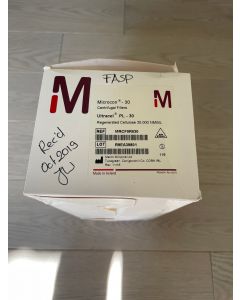 FASP
M
M
Microcon® - 30
Centrifugal Filters
Ultracel® PL - 30
Regenerated Cellulose 30,000 NMWL
REF MRCF0R030
LOT
Rec'd
Oct 2019
Made in Ireland